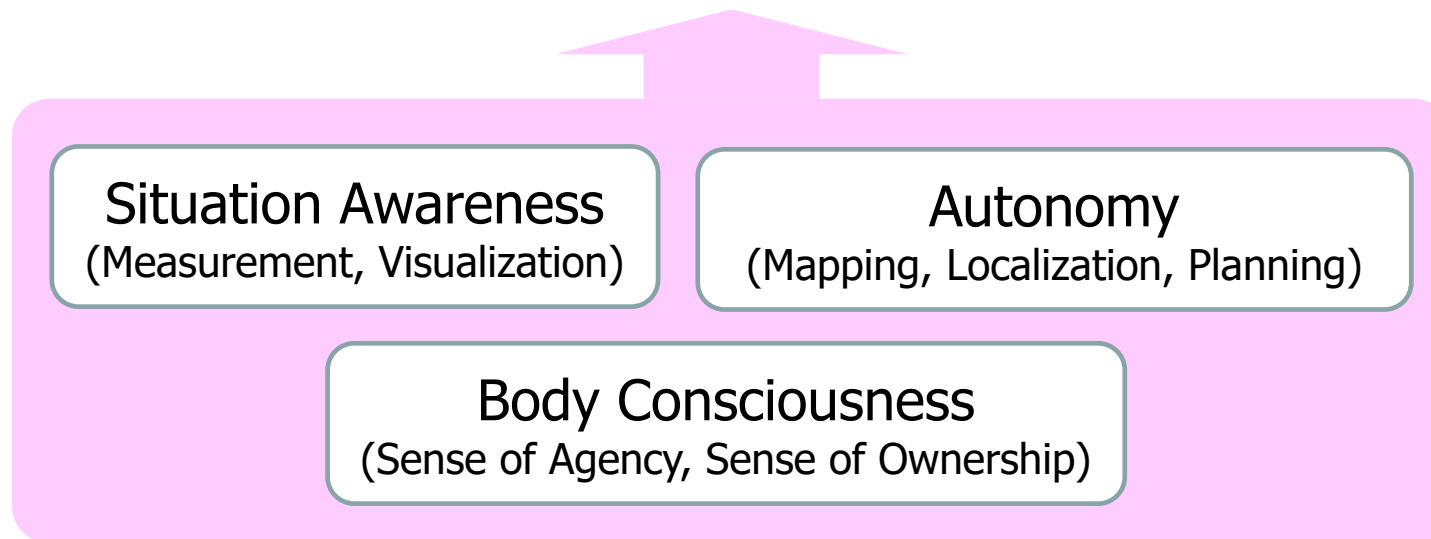 Situation Awareness
(Measurement, Visualization)
Autonomy
(Mapping, Localization, Planning)
Body Consciousness
(Sense of Agency, Sense of Ownership)